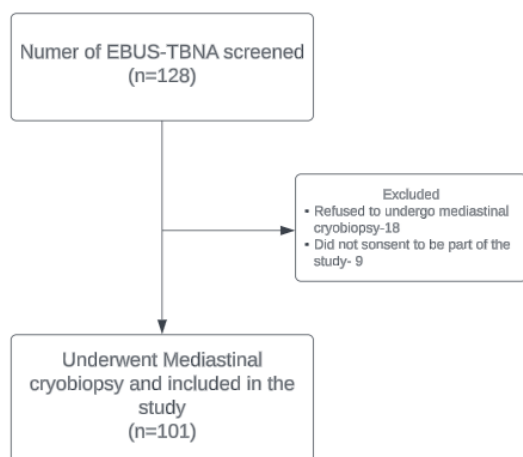 Numer of EBUS-TBNA screened
(n=128)
Excluded
▪ Refused to undergo mediastinal
cryobiopsy-18
▪ Did not sonsent to be part of the
study- 9
Underwent Mediastinal
cryobiopsy and included in the
study
(n=101)